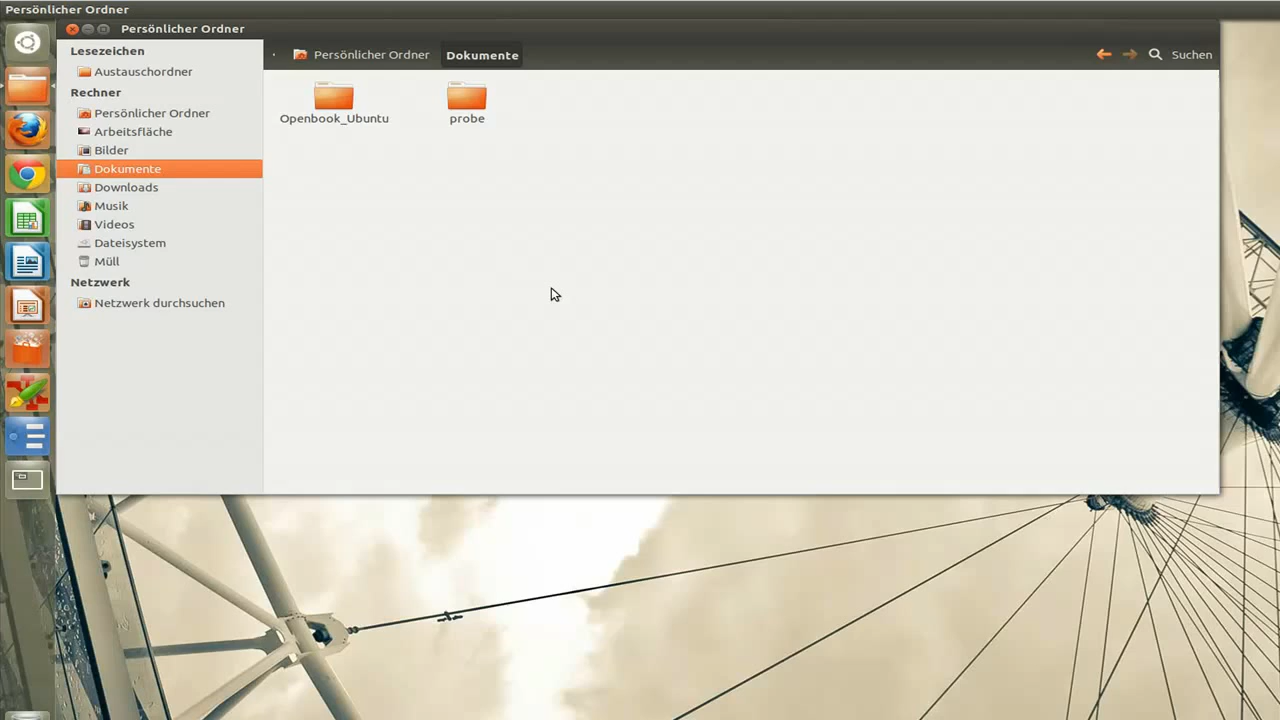 Persönlicher Ordner
Persönlicher Ordner
Lesezeichen
Austauschordner
Rechner
Persönlicher Ordner
Arbeitsfläche
Bilder
Dokumente
Downloads
Musik
Videos
Dateisystem
Müll
Netzwerk
Netzwerk durchsuchen
Persönlicher Ordner Dokumente Suchen
Openbook_Ubuntu probe